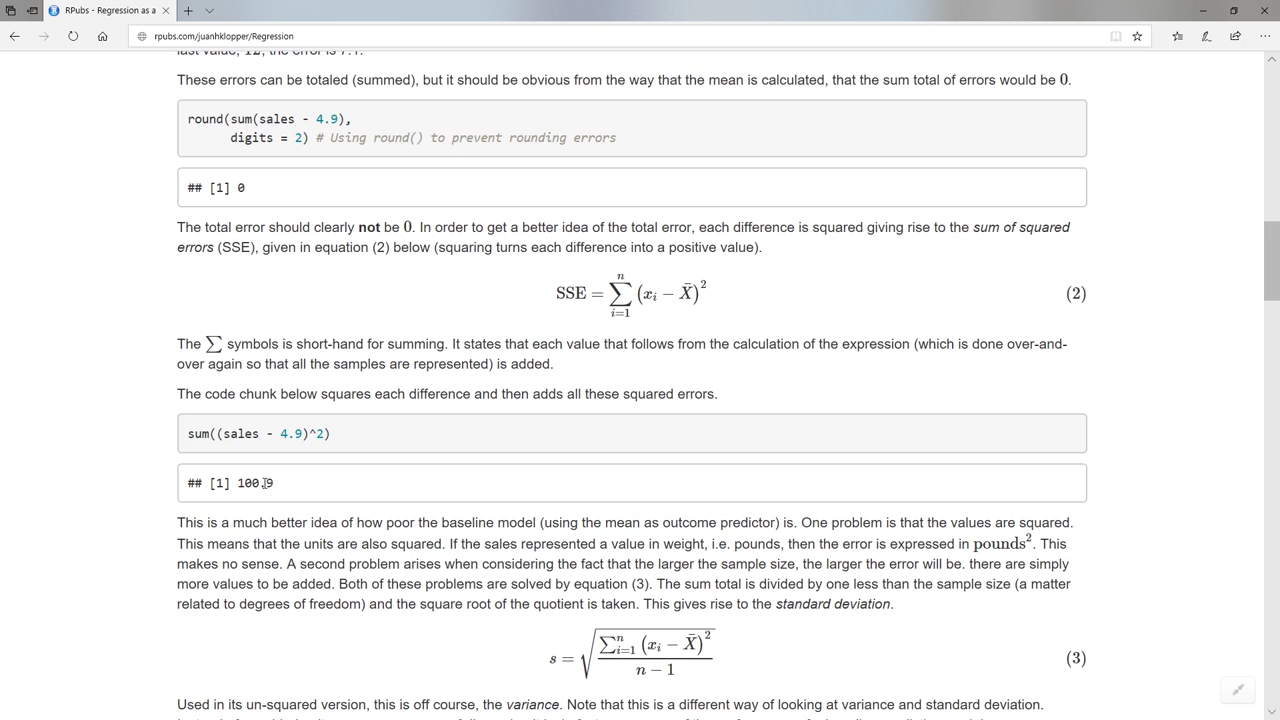 RPubs - Regression as a
rpubs.com/juanhklopper/Regression
last value, 12, the error is 7.1.
These errors can be totaled (summed), but it should be obvious from the way that the mean is calculated, that the sum total of errors would be 0.
round(sum(sales - 4.9),
digits = 2) # Using round() to prevent rounding errors
## [1] 0
The total error should clearly not be 0. In order to get a better idea of the total error, each difference is squared giving rise to the sum of squared
errors (SSE), given in equation (2) below (squaring turns each difference into a positive value).
SSE = ∑ᵢ₌₁ⁿ (xᵢ − X̄)² (2)
The ∑ symbols is short-hand for summing. It states that each value that follows from the calculation of the expression (which is done over-and-
over again so that all the samples are represented) is added.
The code chunk below squares each difference and then adds all these squared errors.
sum((sales - 4.9)^2)
## [1] 100.9
This is a much better idea of how poor the baseline model (using the mean as outcome predictor) is. One problem is that the values are squared.
This means that the units are also squared. If the sales represented a value in weight, i.e. pounds, then the error is expressed in pounds². This
makes no sense. A second problem arises when considering the fact that the larger the sample size, the larger the error will be. there are simply
more values to be added. Both of these problems are solved by equation (3). The sum total is divided by one less than the sample size (a matter
related to degrees of freedom) and the square root of the quotient is taken. This gives rise to the standard deviation.
s = √(∑ᵢ₌₁ⁿ (xᵢ − X̄)² / n − 1) (3)
Used in its un-squared version, this is off course, the variance. Note that this is a different way of looking at variance and standard deviation.